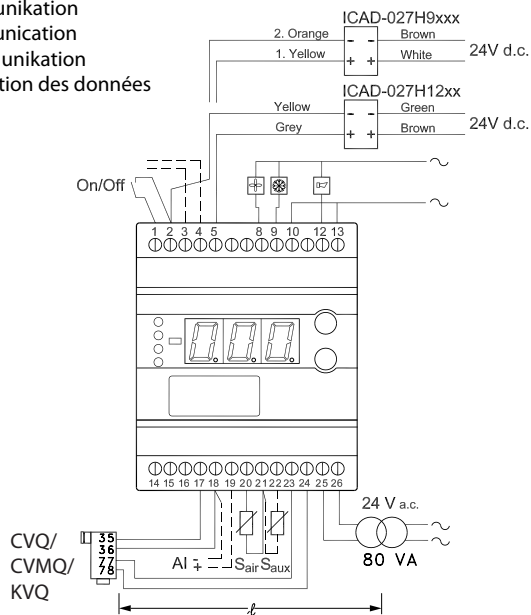 unikation
unication
unikation
tion des données
ICAD-027H9xxx
2. Orange - - Brown
1. Yellow + + White
24V d.c.
ICAD-027H12xx
Yellow - - Green
Grey + + Brown
24V d.c.
On/Off
1 2 3 4 5 8 9 10 12 13
0.0.0.
14 15 16 17 18 19 20 21 22 23 24 25 26
CVQ/
CVMQ/
KVQ
35
36
77
78
AI - +
Sair Saux
24 V a.c.
80 VA
ℓ